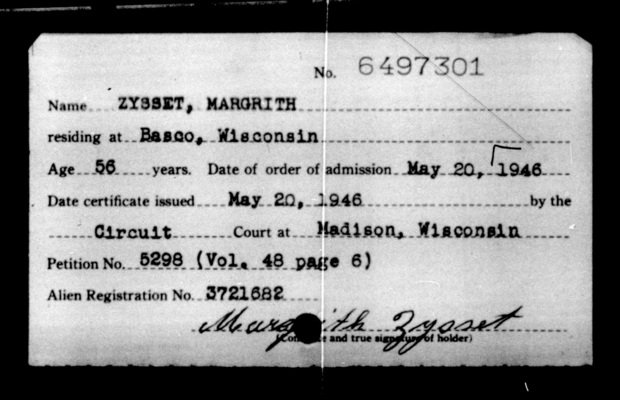 No. 6497301
Name ZYSSET, MARGRITH
residing at Basco, Wisconsin
Age 56 years. Date of order of admission May 20, 1946
Date certificate issued May 20, 1946 by the
Circuit Court at Madison, Wisconsin
Petition No. 5298 (Vol. 48 page 6)
Alien Registration No. 3721682
Margrith Zysset
(Complete and true signature of holder)